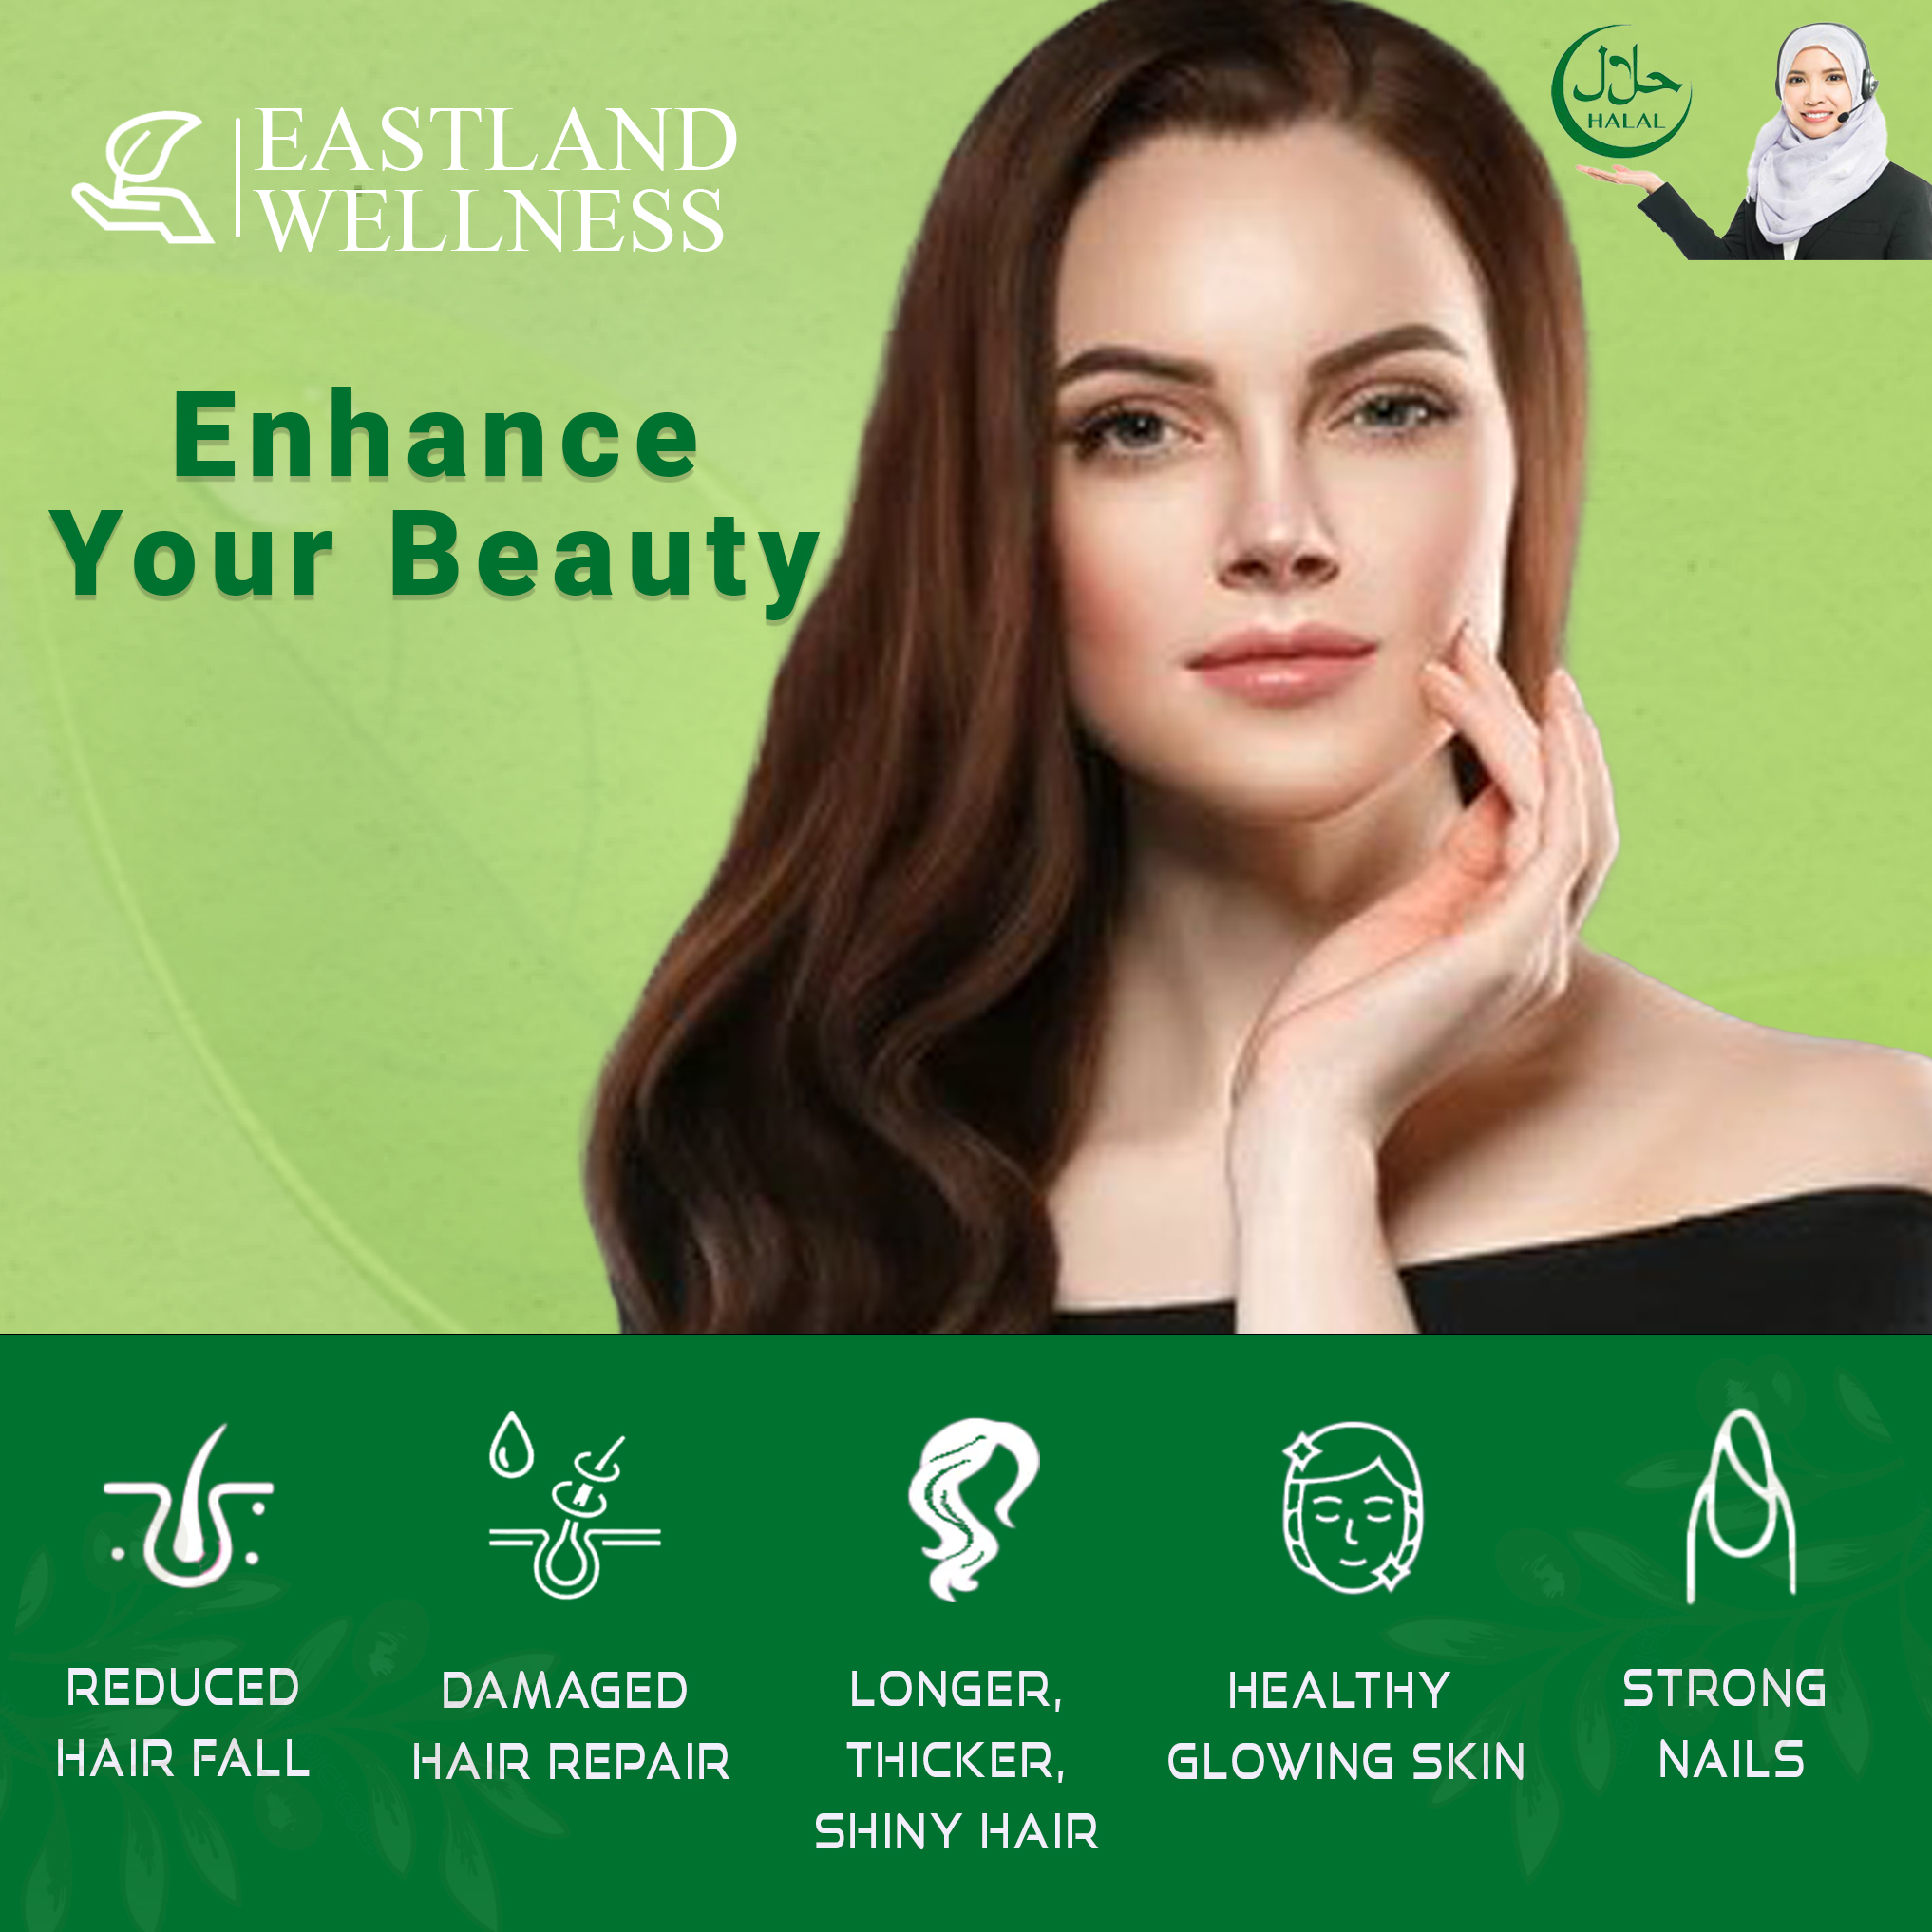 EASTLAND
WELLNESS
حلال
HALAL
Enhance
Your Beauty
REDUCED
HAIR FALL
DAMAGED
HAIR REPAIR
LONGER,
THICKER,
SHINY HAIR
HEALTHY
GLOWING SKIN
STRONG
NAILS